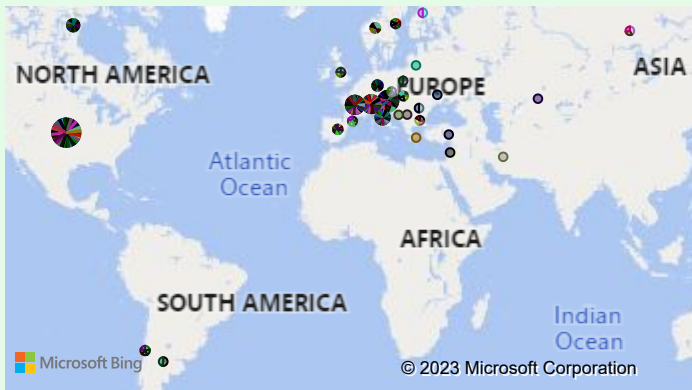 NORTH AMERICA
EUROPE
ASIA
Atlantic
Ocean
AFRICA
SOUTH AMERICA
Indian
Ocean
Microsoft Bing
© 2023 Microsoft Corporation